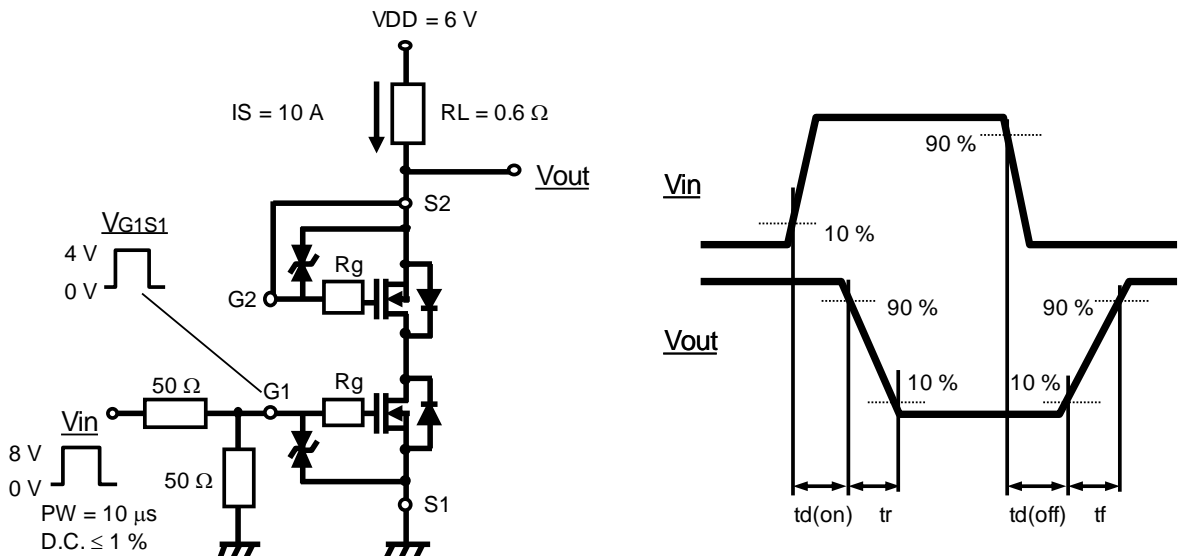 VDD = 6 V
IS = 10 A
RL = 0.6 Ω
Vout
S2
VG1S1
4 V
0 V
Rg
G2
50 Ω
G1
Rg
Vin
8 V
0 V
50 Ω
S1
PW = 10 μs
D.C. ≤ 1 %
Vin
90 %
10 %
Vout
90 %
90 %
10 %
10 %
td(on)
tr
td(off)
tf